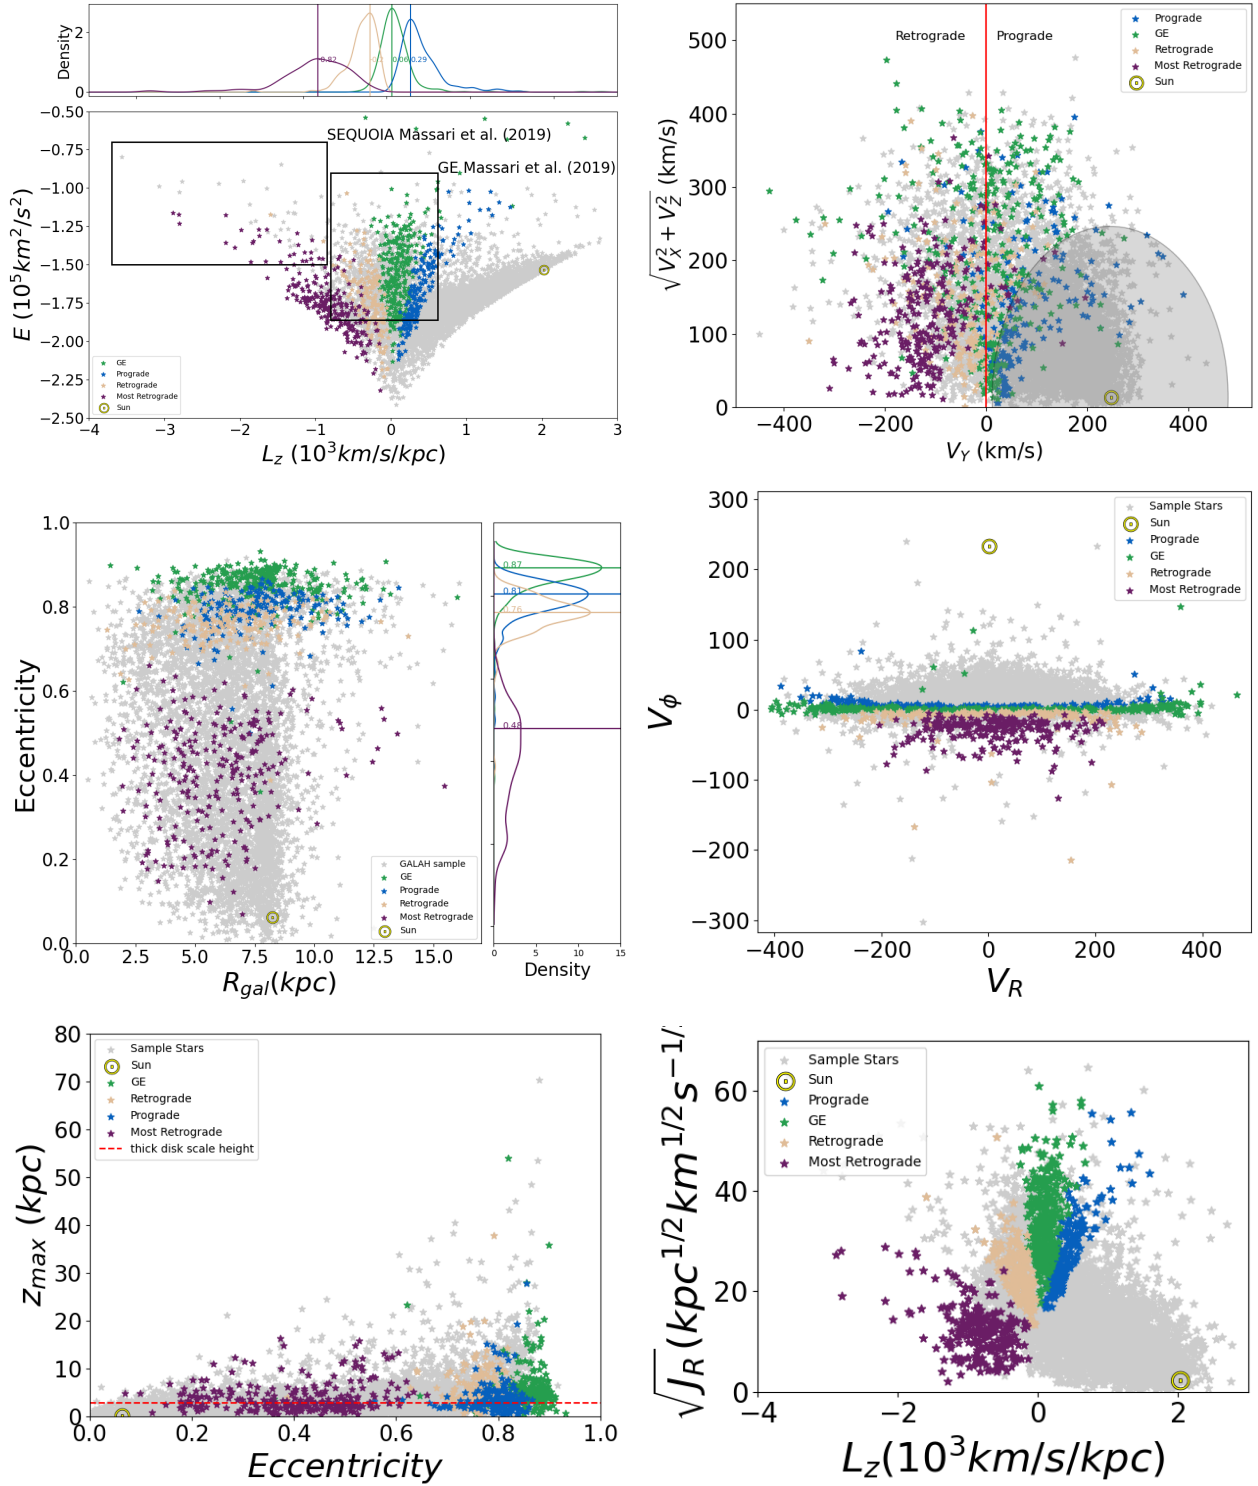 Density
2
0
-0.82
0.06
0.29
−0.50
−0.75
−1.00
−1.25
−1.50
−1.75
−2.00
−2.25
−2.50
E (10⁵km²/s²)
SEQUOIA Massari et al. (2019)
GE Massari et al. (2019)
GE
Prograde
Retrograde
Most Retrograde
Sun
−4 −3 −2 −1 0 1 2 3
L_z (10³km/s/kpc)
500
400
300
200
100
0
√V_X² + V_Z² (km/s)
Retrograde Prograde
Prograde
GE
Retrograde
Most Retrograde
Sun
−400 −200 0 200 400
V_Y (km/s)
1.0
0.8
0.6
0.4
0.2
0.0
Eccentricity
GALAH sample
GE
Prograde
Retrograde
Most Retrograde
Sun
0.0 2.5 5.0 7.5 10.0 12.5 15.0
R_gal(kpc)
0.87
0.81
0.76
0.48
0 5 10 15
Density
300
200
100
0
−100
−200
−300
V_ϕ
Sample Stars
Sun
Prograde
GE
Retrograde
Most Retrograde
−400 −200 0 200 400
V_R
80
70
60
50
40
30
20
10
0
z_max (kpc)
Sample Stars
Sun
GE
Retrograde
Prograde
Most Retrograde
thick disk scale height
0.0 0.2 0.4 0.6 0.8 1.0
Eccentricity
60
40
20
0
√J_R (kpc^1/2 km^1/2 s^−1/
Sample Stars
Sun
Prograde
GE
Retrograde
Most Retrograde
−4 −2 0 2
L_z(10³km/s/kpc)